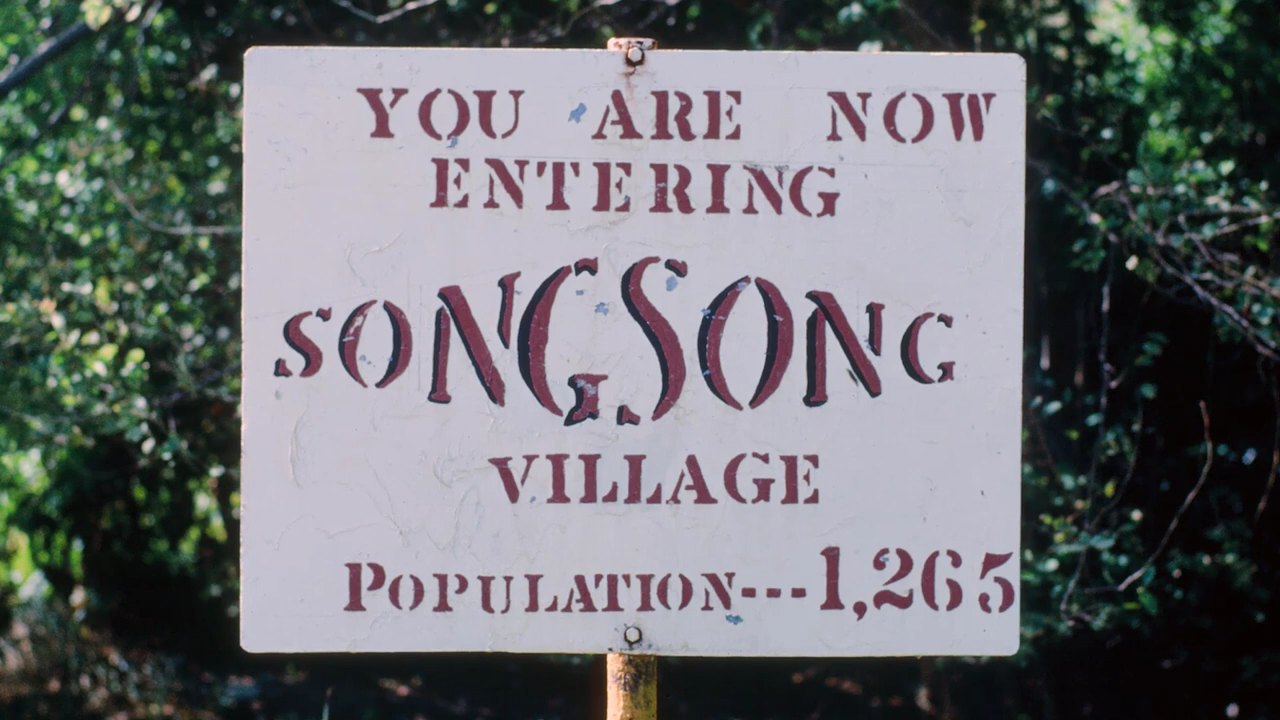 YOU ARE NOW
ENTERING
SONGSONG
VILLAGE
POPULATION---1,265